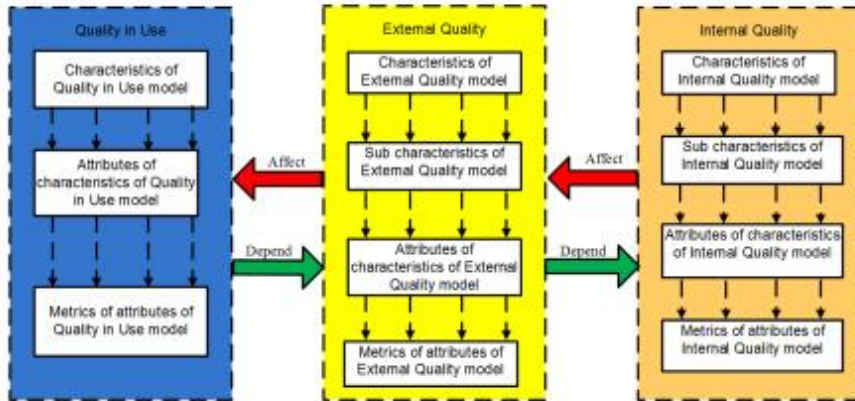 Quality in Use
Characteristics of
Quality in Use model
Attributes of
characteristics of Quality
in Use model
Metrics of attributes of
Quality in Use model
Affect
Depend
External Quality
Characteristics of
External Quality model
Sub characteristics of
External Quality model
Attributes of
characteristics of External
Quality model
Metrics of attributes of
External Quality model
Affect
Depend
Internal Quality
Characteristics of
Internal Quality model
Sub characteristics of
Internal Quality model
Attributes of characteristics
of Internal Quality model
Metrics of attributes of
Internal Quality model